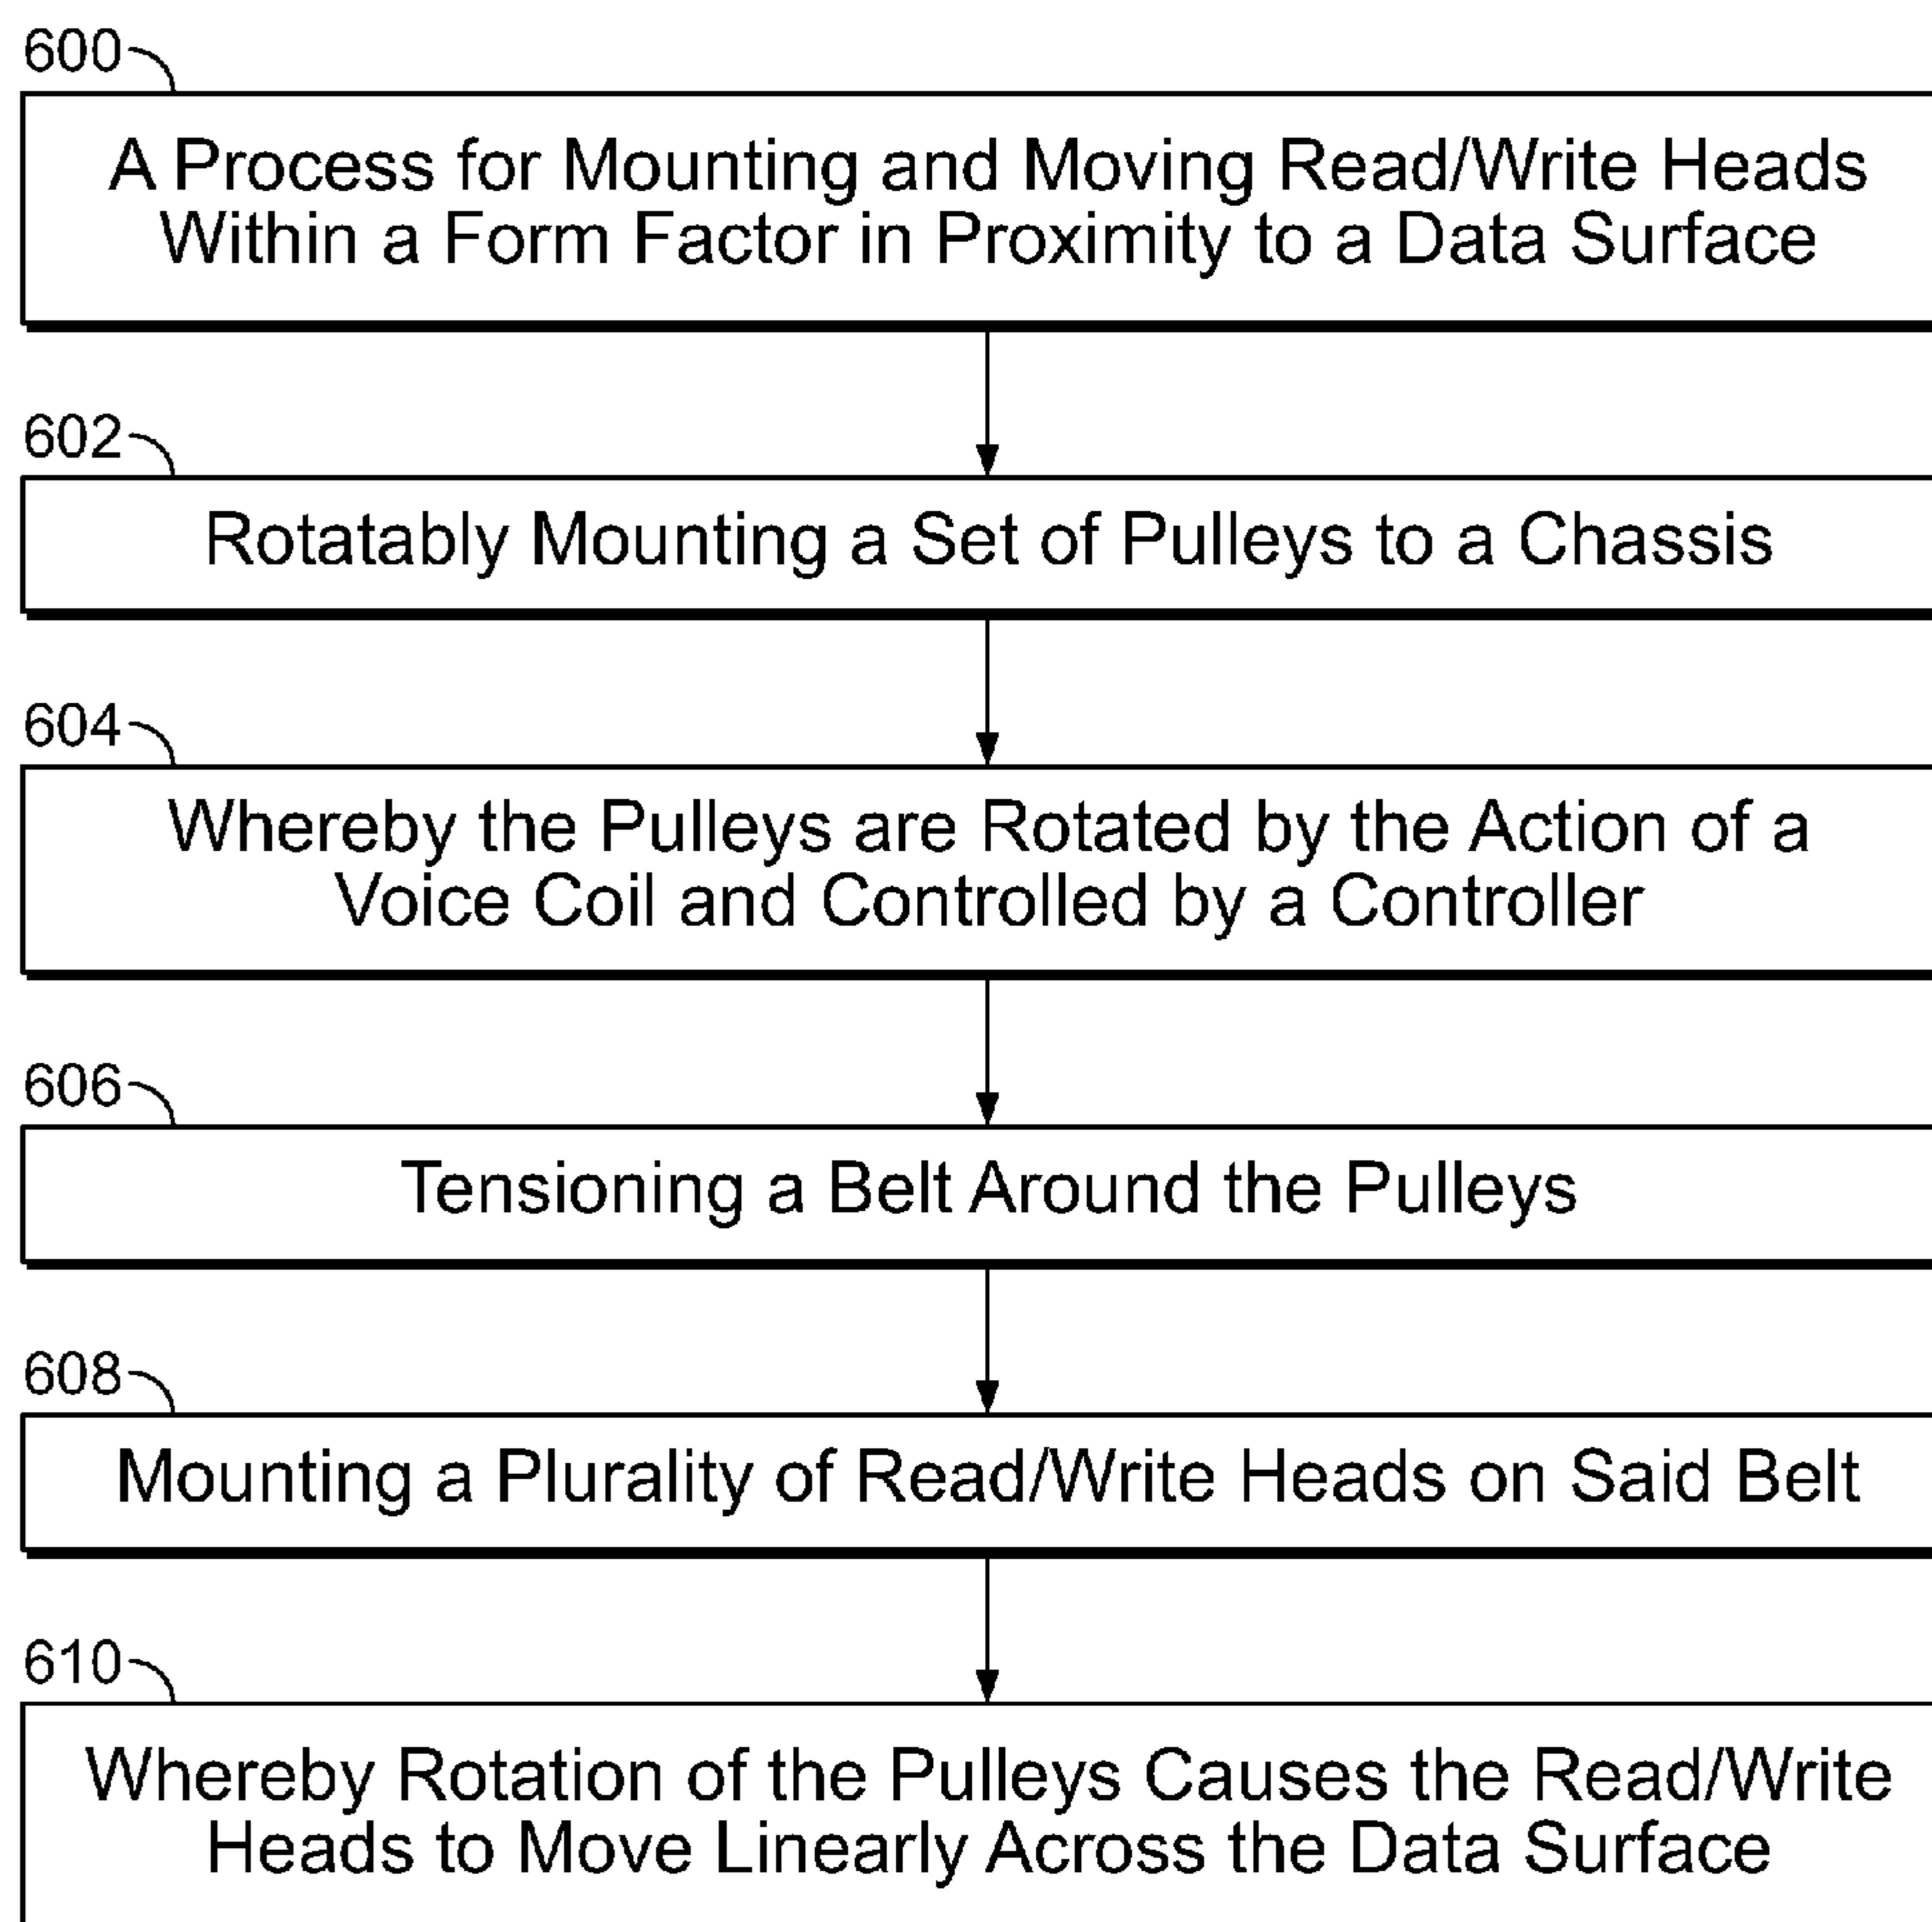 600
A Process for Mounting and Moving Read/Write Heads
Within a Form Factor in Proximity to a Data Surface
602
Rotatably Mounting a Set of Pulleys to a Chassis
604
Whereby the Pulleys are Rotated by the Action of a
Voice Coil and Controlled by a Controller
606
Tensioning a Belt Around the Pulleys
608
Mounting a Plurality of Read/Write Heads on Said Belt
610
Whereby Rotation of the Pulleys Causes the Read/Write
Heads to Move Linearly Across the Data Surface